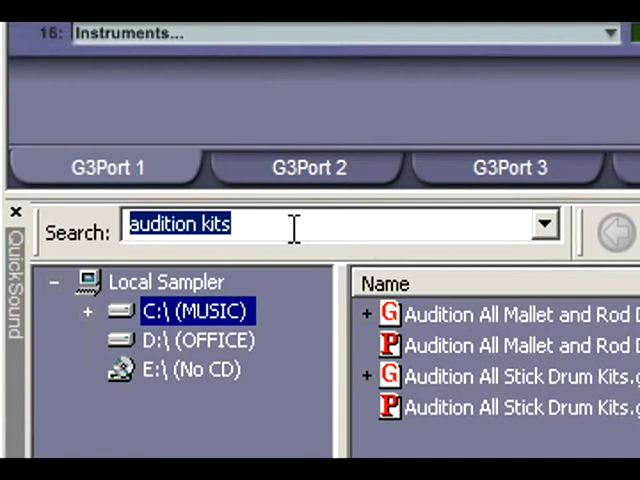 16: Instruments...
G3Port 1 G3Port 2 G3Port 3
Search: audition kits
QuickSound
Local Sampler
C:\ (MUSIC)
D:\ (OFFICE)
E:\ (No CD)
Name
G Audition All Mallet and Rod D
P Audition All Mallet and Rod D
G Audition All Stick Drum Kits.g
P Audition All Stick Drum Kits.g